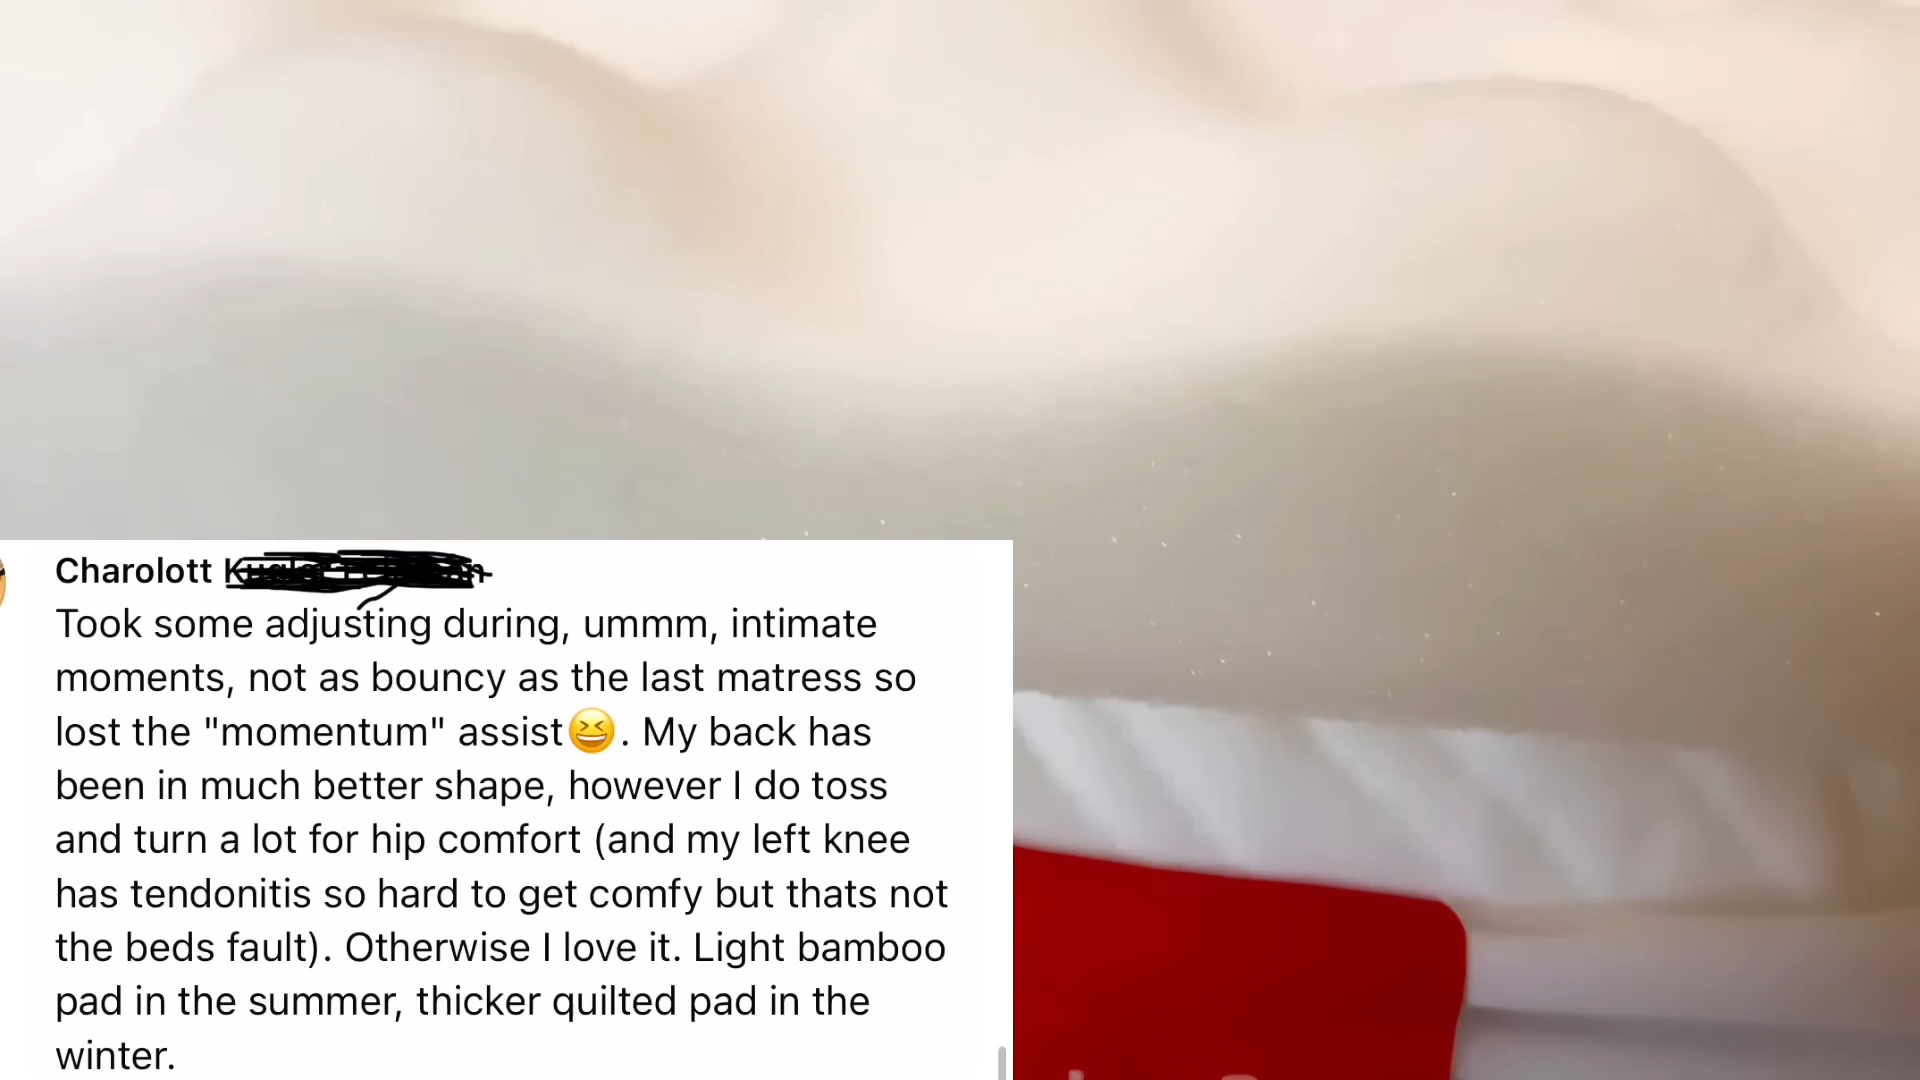 Charolott
Took some adjusting during, ummm, intimate
moments, not as bouncy as the last matress so
lost the "momentum" assist😆. My back has
been in much better shape, however I do toss
and turn a lot for hip comfort (and my left knee
has tendonitis so hard to get comfy but thats not
the beds fault). Otherwise I love it. Light bamboo
pad in the summer, thicker quilted pad in the
winter.